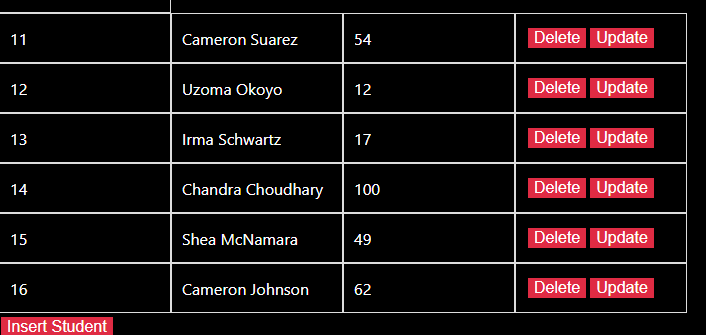 11 Cameron Suarez 54 Delete Update
12 Uzoma Okoyo 12 Delete Update
13 Irma Schwartz 17 Delete Update
14 Chandra Choudhary 100 Delete Update
15 Shea McNamara 49 Delete Update
16 Cameron Johnson 62 Delete Update
Insert Student